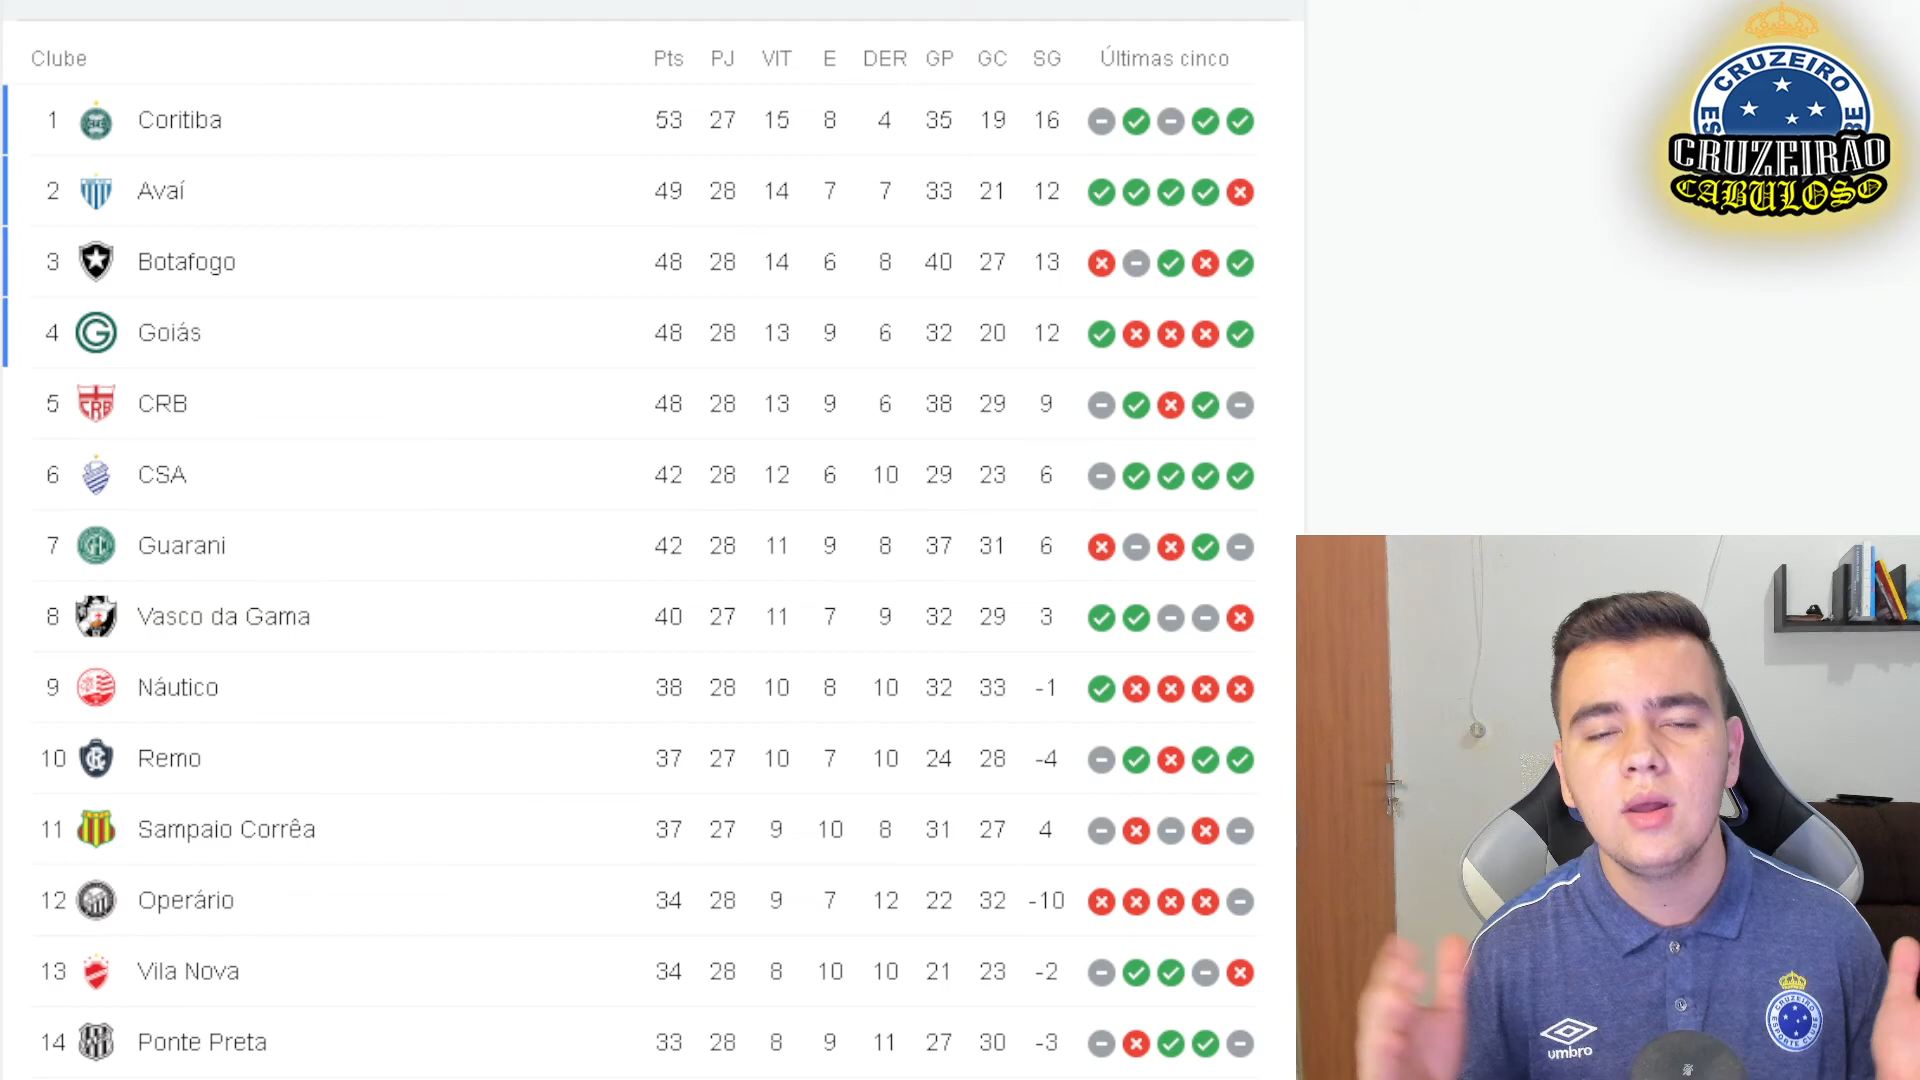 Clube Pts PJ VIT E DER GP GC SG Últimas cinco
1 Coritiba 53 27 15 8 4 35 19 16
2 Avaí 49 28 14 7 7 33 21 12
3 Botafogo 48 28 14 6 8 40 27 13
4 Goiás 48 28 13 9 6 32 20 12
5 CRB CRB 48 28 13 9 6 38 29 9
6 CSA 42 28 12 6 10 29 23 6
7 Guarani 42 28 11 9 8 37 31 6
8 Vasco da Gama 40 27 11 7 9 32 29 3
9 Náutico 38 28 10 8 10 32 33 -1
10 Remo 37 27 10 7 10 24 28 -4
11 Sampaio Corrêa 37 27 9 10 8 31 27 4
12 Operário 34 28 9 7 12 22 32 -10
13 Vila Nova 34 28 8 10 10 21 23 -2
14 Ponte Preta 33 28 8 9 11 27 30 -3
CRUZEIRO
ES BE
CRUZEIRÃO
CABULOSO
umbro
CRUZEIRO
ESPORTE CLUBE